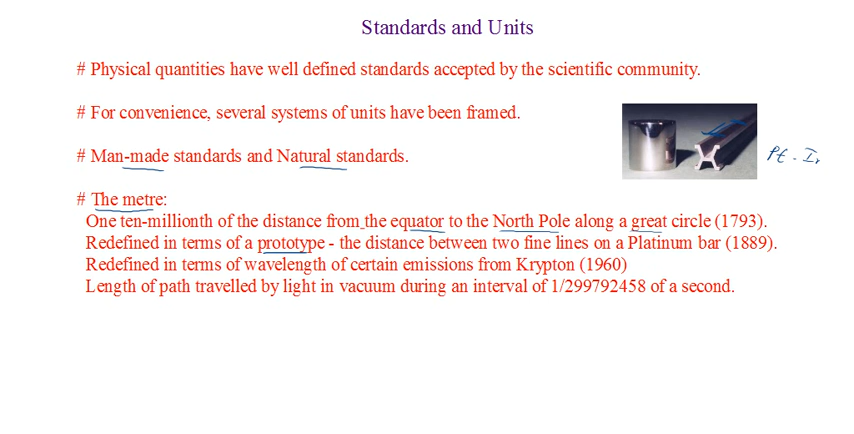 Standards and Units
# Physical quantities have well defined standards accepted by the scientific community.
# For convenience, several systems of units have been framed.
# Man-made standards and Natural standards.
Pt - Ir
# The metre:
One ten-millionth of the distance from the equator to the North Pole along a great circle (1793).
Redefined in terms of a prototype - the distance between two fine lines on a Platinum bar (1889).
Redefined in terms of wavelength of certain emissions from Krypton (1960)
Length of path travelled by light in vacuum during an interval of 1/299792458 of a second.